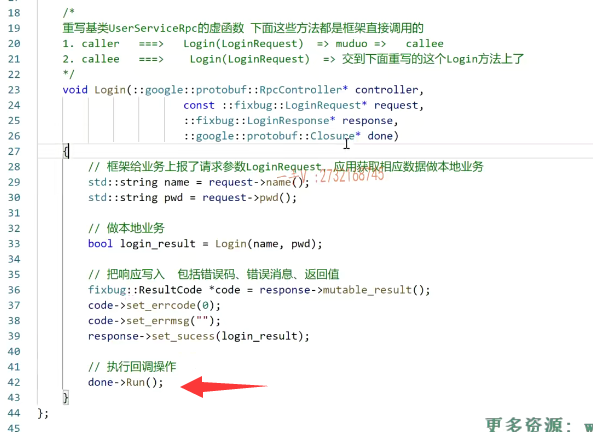 18 /*
19 重写基类UserServiceRpc的虚函数 下面这些方法都是框架直接调用的
20 1. caller ===> Login(LoginRequest) => muduo => callee
21 2. callee ===> Login(LoginRequest) => 交到下面重写的这个Login方法上了
22 */
23 void Login(::google::protobuf::RpcController* controller,
24 const ::fixbug::LoginRequest* request,
25 ::fixbug::LoginResponse* response,
26 ::google::protobuf::Closure* done)
27 {
28 // 框架给业务上报了请求参数LoginRequest，应用获取相应数据做本地业务
29 std::string name = request->name();
30 std::string pwd = request->pwd();
31
32 // 做本地业务
33 bool login_result = Login(name, pwd);
34
35 // 把响应写入 包括错误码、错误消息、返回值
36 fixbug::ResultCode *code = response->mutable_result();
37 code->set_errcode(0);
38 code->set_errmsg("");
39 response->set_sucess(login_result);
40
41 // 执行回调操作
42 done->Run();
43 }
44 };
45
更多资源：